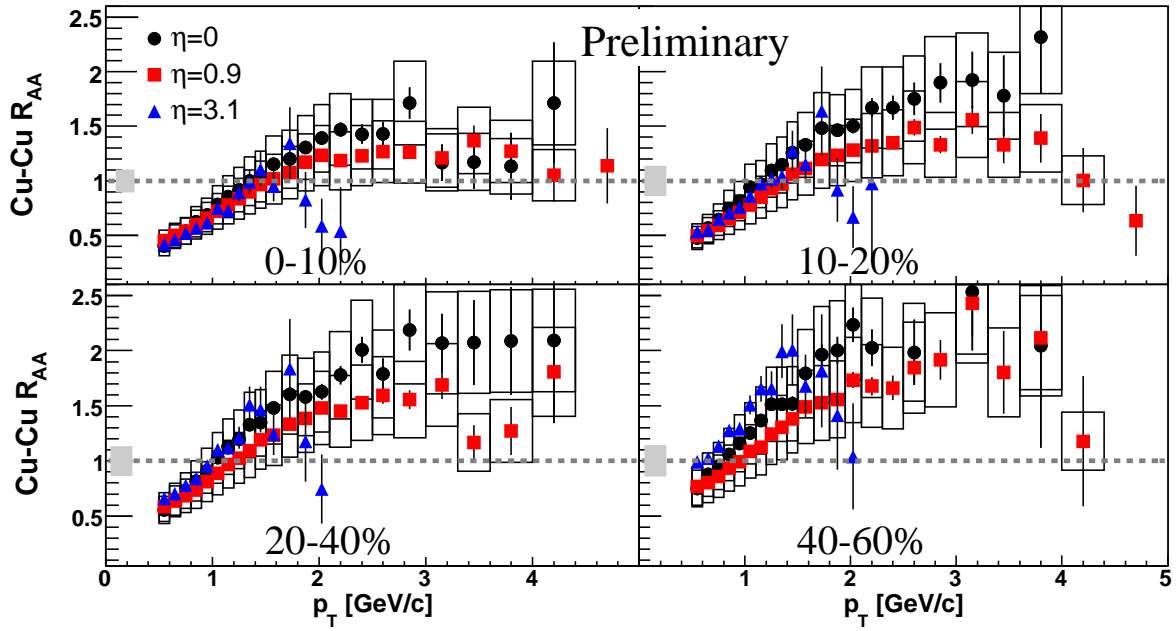 Preliminary
η=0
η=0.9
η=3.1
Cu-Cu R_AA
2.5
2
1.5
1
0.5
0-10%
10-20%
Cu-Cu R_AA
2.5
2
1.5
1
0.5
20-40%
40-60%
0 1 2 3 4
1 2 3 4 5
p_T [GeV/c]
p_T [GeV/c]